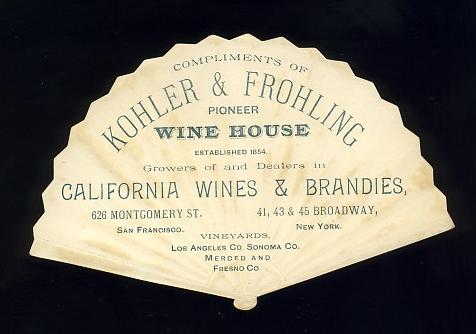 COMPLIMENTS OF
KOHLER & FROHLING
PIONEER
WINE HOUSE
ESTABLISHED 1854.
Growers of and Dealers in
CALIFORNIA WINES & BRANDIES,
626 MONTGOMERY ST. 41, 43 & 45 BROADWAY,
SAN FRANCISCO. NEW YORK.
VINEYARDS,
LOS ANGELES CO. SONOMA CO.
MERCED AND
FRESNO CO.